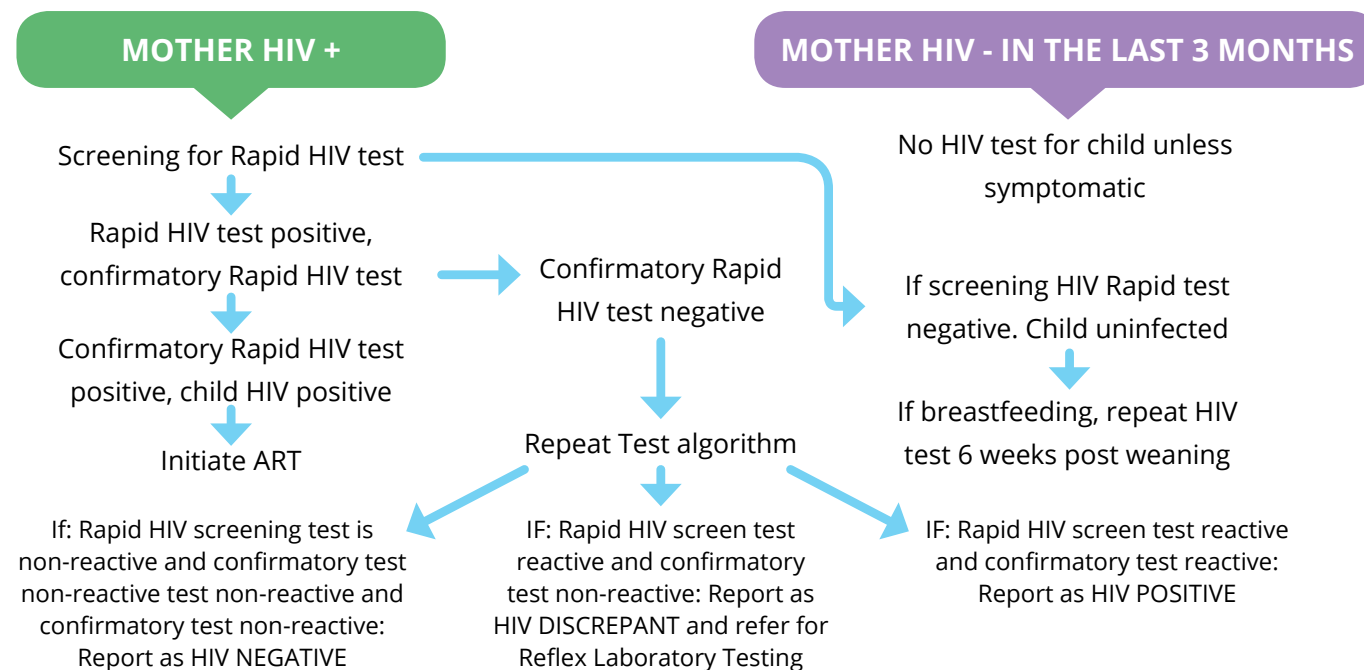 MOTHER HIV +
MOTHER HIV - IN THE LAST 3 MONTHS
Screening for Rapid HIV test
Rapid HIV test positive,
confirmatory Rapid HIV test
Confirmatory Rapid HIV test
positive, child HIV positive
Initiate ART
Confirmatory Rapid
HIV test negative
Repeat Test algorithm
No HIV test for child unless
symptomatic
If screening HIV Rapid test
negative. Child uninfected
If breastfeeding, repeat HIV
test 6 weeks post weaning
If: Rapid HIV screening test is
non-reactive and confirmatory test
non-reactive test non-reactive and
confirmatory test non-reactive:
Report as HIV NEGATIVE
IF: Rapid HIV screen test
reactive and confirmatory
test non-reactive: Report as
HIV DISCREPANT and refer for
Reflex Laboratory Testing
IF: Rapid HIV screen test reactive
and confirmatory test reactive:
Report as HIV POSITIVE